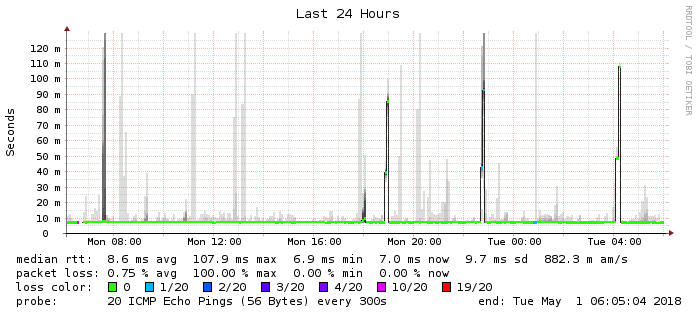 Last 24 Hours
RRDTOOL / TOBI OETIKER
Seconds
120 m
110 m
100 m
90 m
80 m
70 m
60 m
50 m
40 m
30 m
20 m
10 m
0
Mon 08:00 Mon 12:00 Mon 16:00 Mon 20:00 Tue 00:00 Tue 04:00
median rtt: 8.6 ms avg 107.9 ms max 6.9 ms min 7.0 ms now 9.7 ms sd 882.3 m am/s
packet loss: 0.75 % avg 100.00 % max 0.00 % min 0.00 % now
loss color: 0 1/20 2/20 3/20 4/20 10/20 19/20
probe: 20 ICMP Echo Pings (56 Bytes) every 300s end: Tue May 1 06:05:04 2018